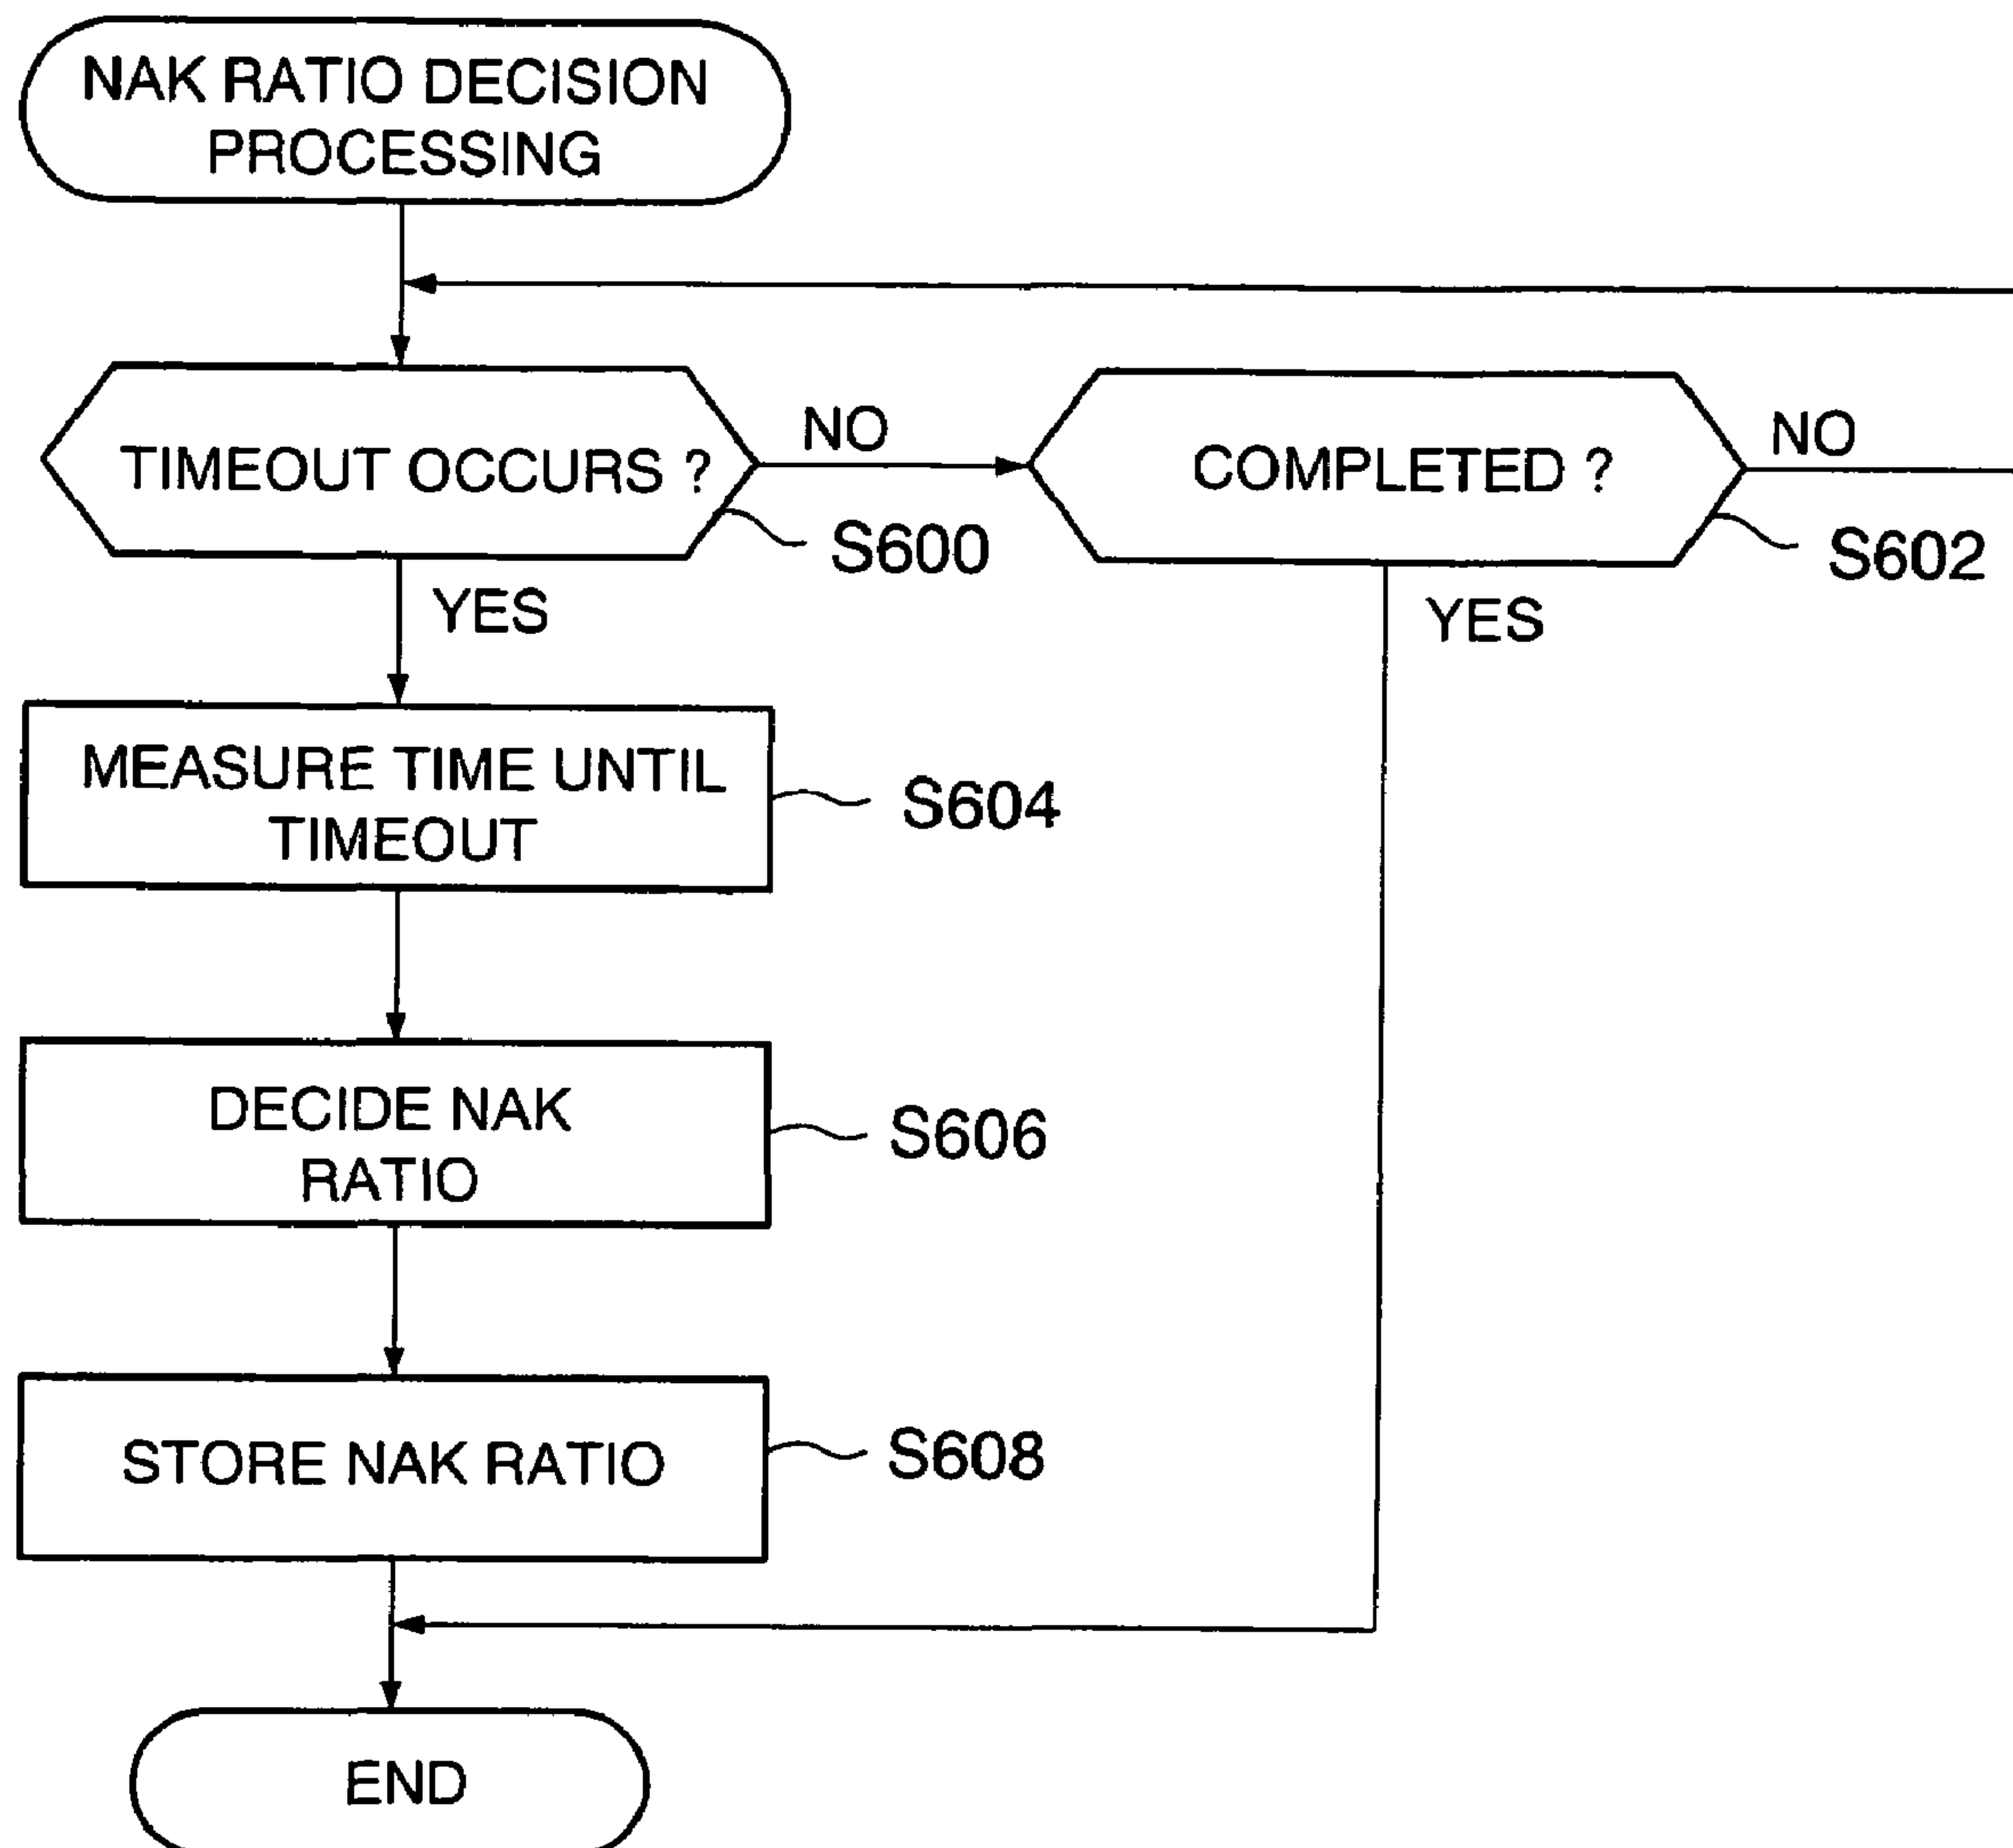 NAK RATIO DECISION
PROCESSING
TIMEOUT OCCURS ?
NO
S600
COMPLETED ?
NO
S602
YES
YES
MEASURE TIME UNTIL
TIMEOUT
S604
DECIDE NAK
RATIO
S606
STORE NAK RATIO
S608
END